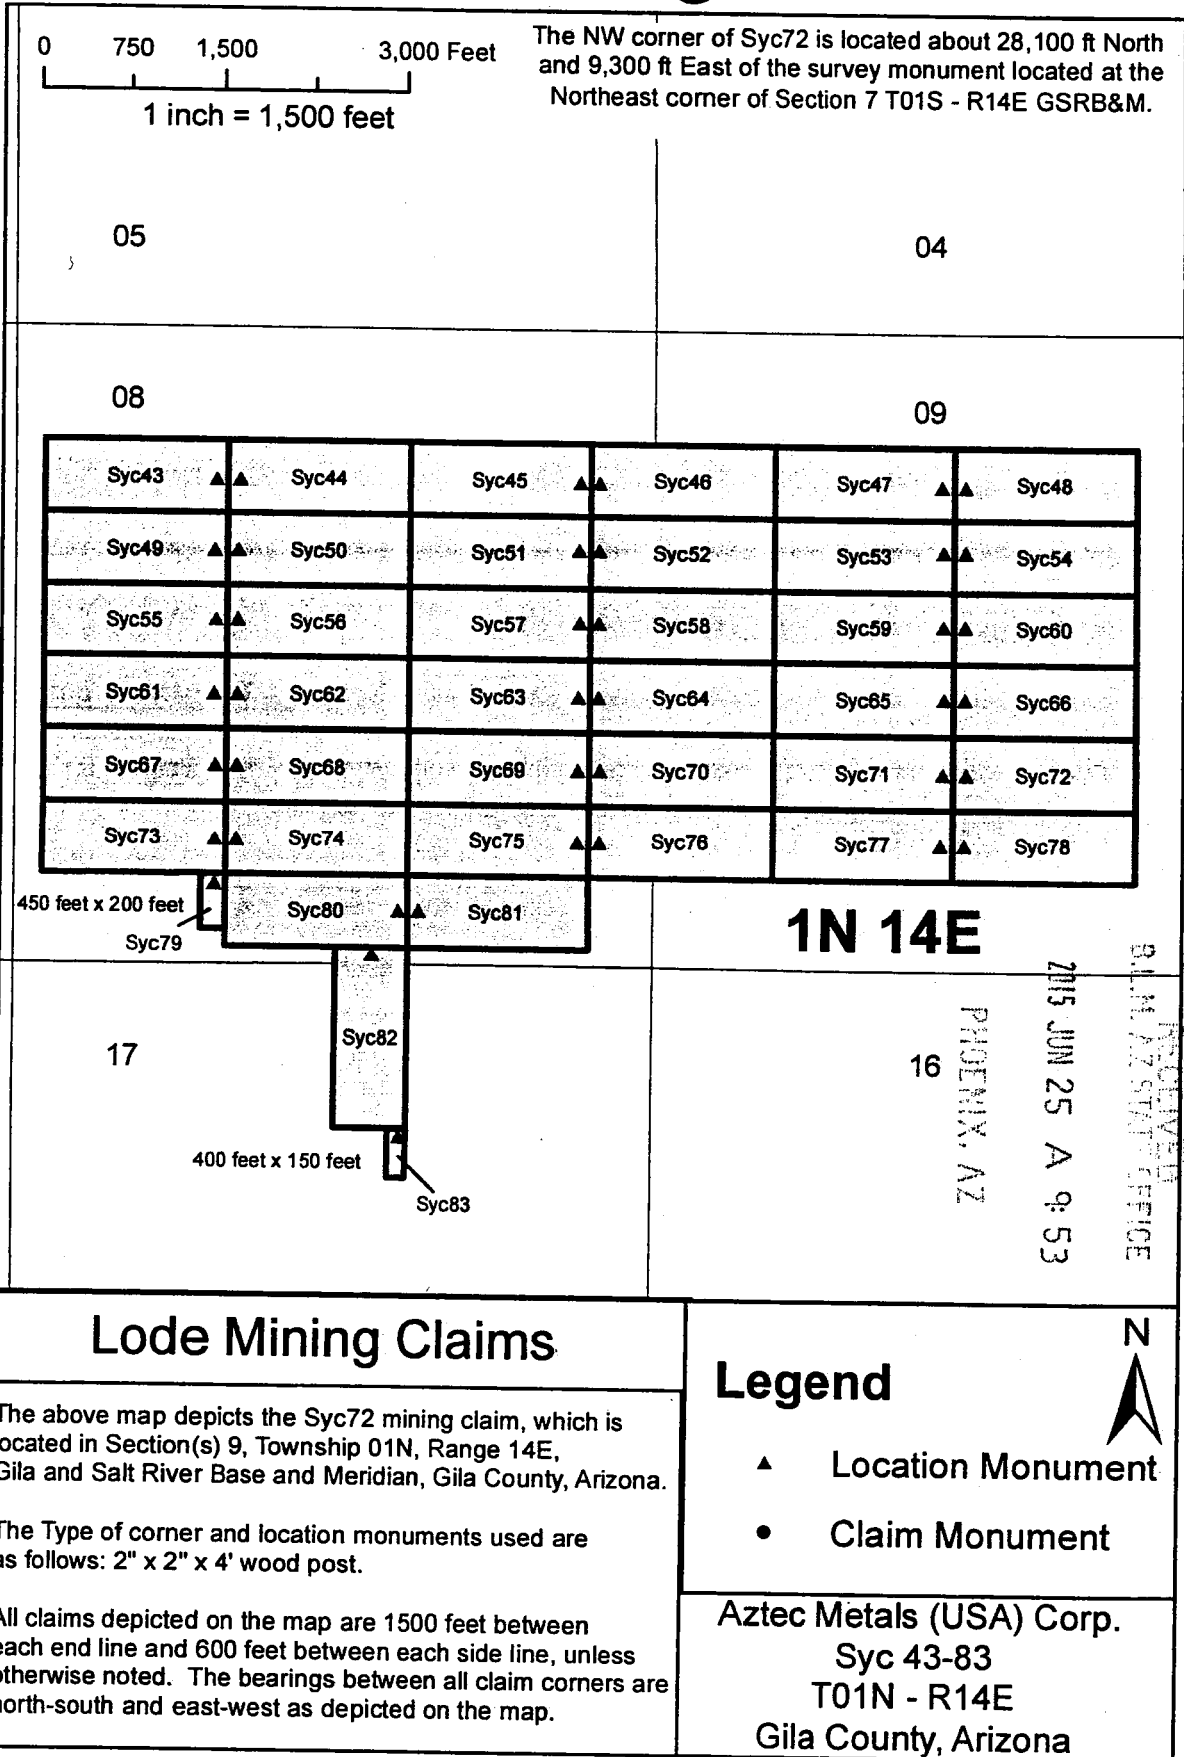 0 750 1,500 3,000 Feet
1 inch = 1,500 feet
The NW corner of Syc72 is located about 28,100 ft North
and 9,300 ft East of the survey monument located at the
Northeast corner of Section 7 T01S - R14E GSRB&M.
05
04
08
09
Syc43 Syc44 Syc45 Syc46 Syc47 Syc48
Syc49 Syc50 Syc51 Syc52 Syc53 Syc54
Syc55 Syc56 Syc57 Syc58 Syc59 Syc60
Syc61 Syc62 Syc63 Syc64 Syc65 Syc66
Syc67 Syc68 Syc69 Syc70 Syc71 Syc72
Syc73 Syc74 Syc75 Syc76 Syc77 Syc78
450 feet x 200 feet
Syc79
Syc80 Syc81
1N 14E
Syc82
17
16
400 feet x 150 feet
Syc83
RECEIVED
B.L.M. AZ STATE OFFICE
2015 JUN 25 A 9:53
PHOENIX, AZ
Lode Mining Claims
The above map depicts the Syc72 mining claim, which is
located in Section(s) 9, Township 01N, Range 14E,
Gila and Salt River Base and Meridian, Gila County, Arizona.
The Type of corner and location monuments used are
as follows: 2" x 2" x 4' wood post.
All claims depicted on the map are 1500 feet between
each end line and 600 feet between each side line, unless
otherwise noted. The bearings between all claim corners are
north-south and east-west as depicted on the map.
N
Legend
Location Monument
Claim Monument
Aztec Metals (USA) Corp.
Syc 43-83
T01N - R14E
Gila County, Arizona